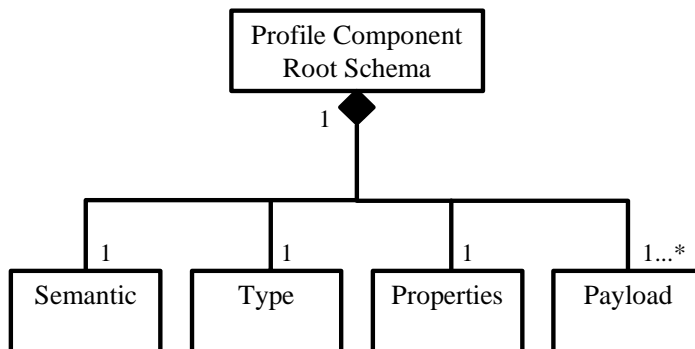 Profile Component
Root Schema
1
1
1
1
1...*
Semantic
Type
Properties
Payload